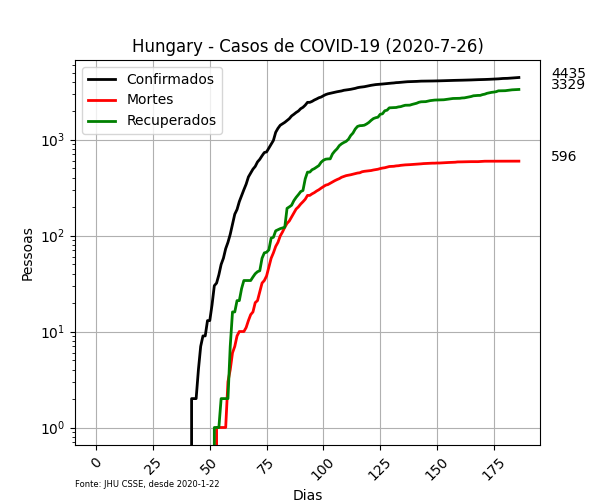 Hungary - Casos de COVID-19 (2020-7-26)
Confirmados
Mortes
Recuperados
4435
3329
596
10³
10²
10¹
10⁰
Pessoas
0
25
50
75
100
125
150
175
Dias
Fonte: JHU CSSE, desde 2020-1-22